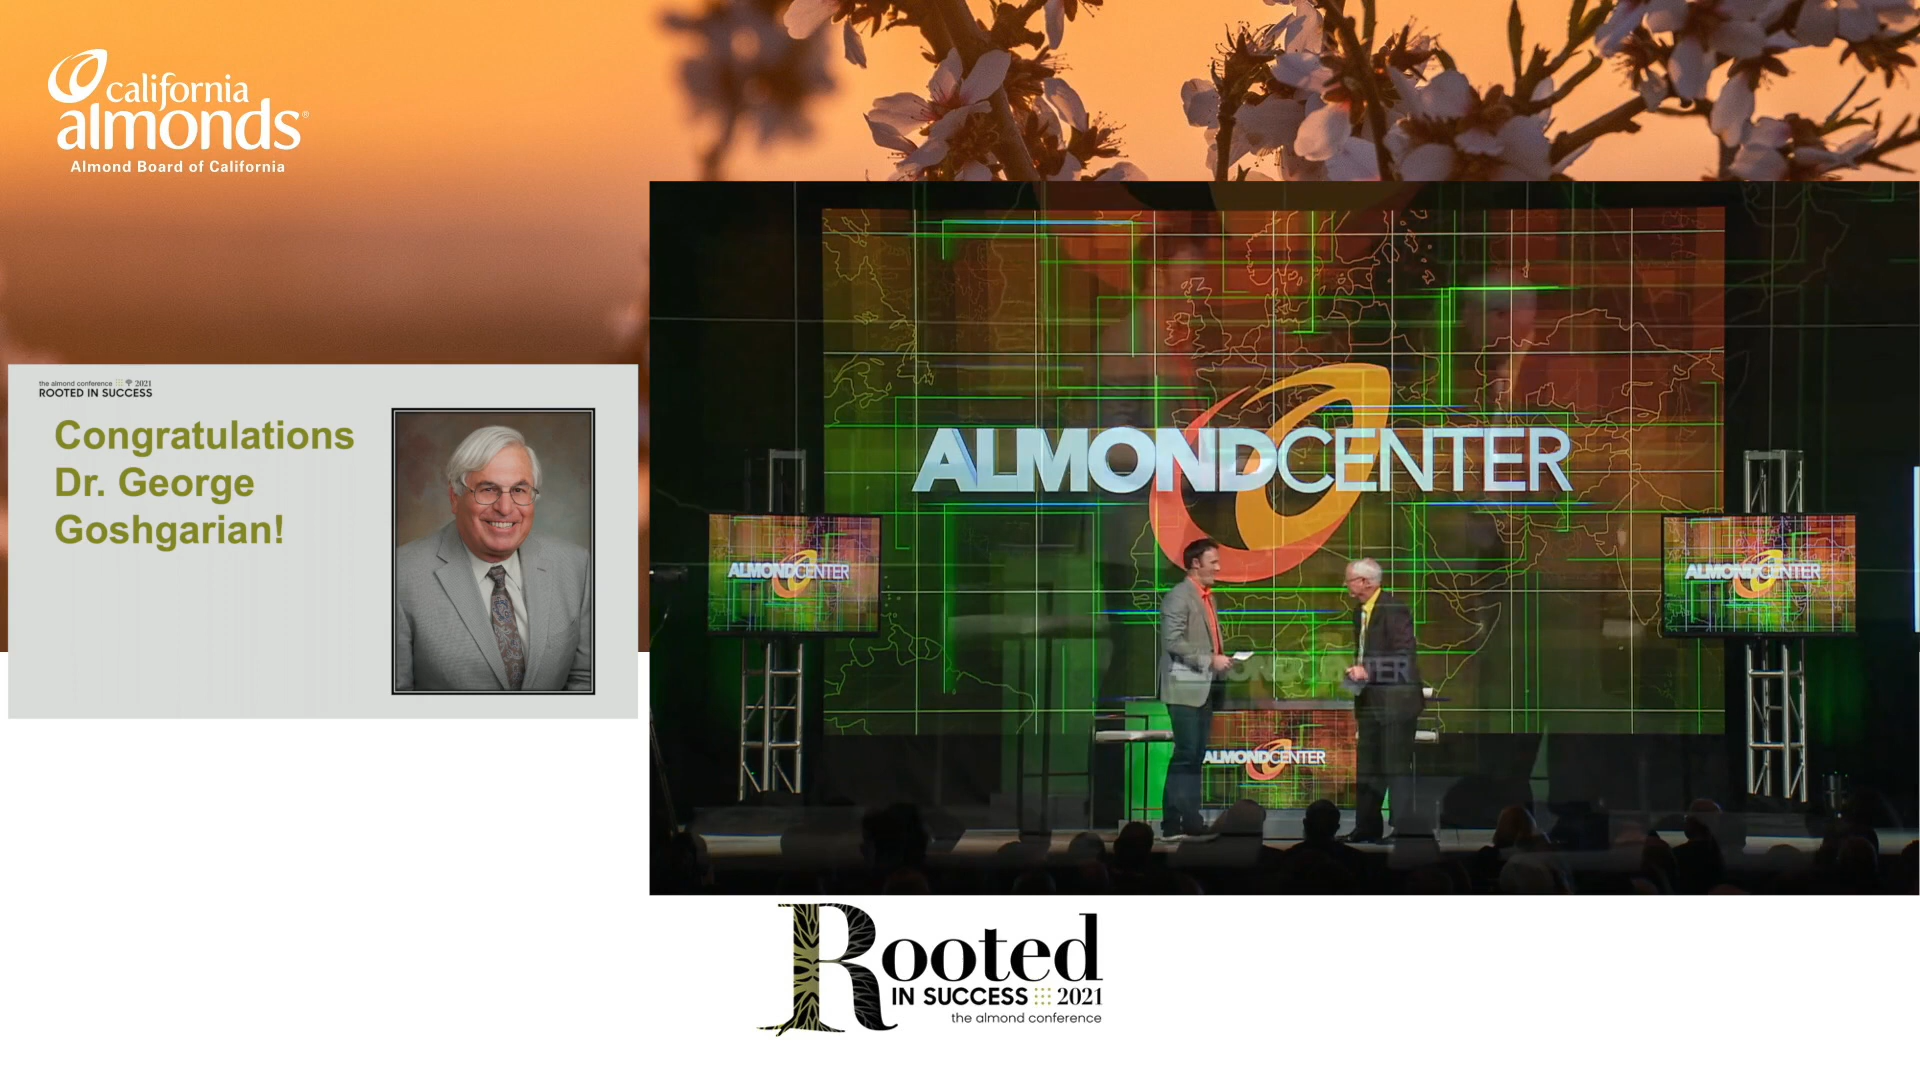 california
almonds®
Almond Board of California
the almond conference 2021
ROOTED IN SUCCESS
Congratulations
Dr. George
Goshgarian!
ALMONDCENTER
ALMONDCENTER
ALMONDCENTER
ALMONDCENTER
ALMONDCENTER
Rooted
IN SUCCESS 2021
the almond conference